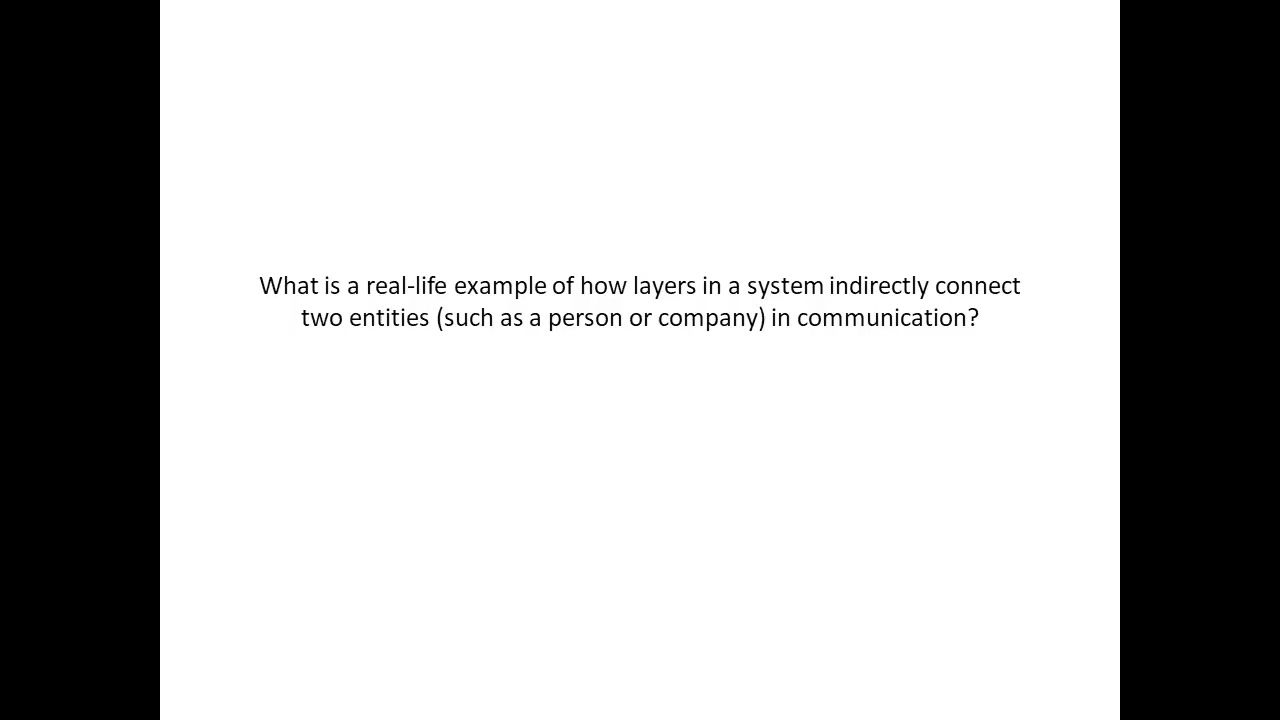 What is a real-life example of how layers in a system indirectly connect
two entities (such as a person or company) in communication?